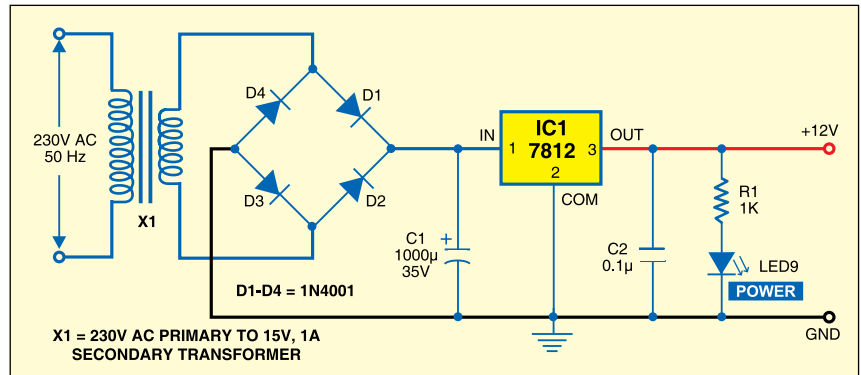 230V AC
50 Hz
X1
D4
D1
D3
D2
D1-D4 = 1N4001
X1 = 230V AC PRIMARY TO 15V, 1A
SECONDARY TRANSFORMER
C1
+
1000µ
35V
IN
IC1
7812
1
3
2
OUT
COM
C2
0.1µ
R1
1K
LED9
POWER
+12V
GND